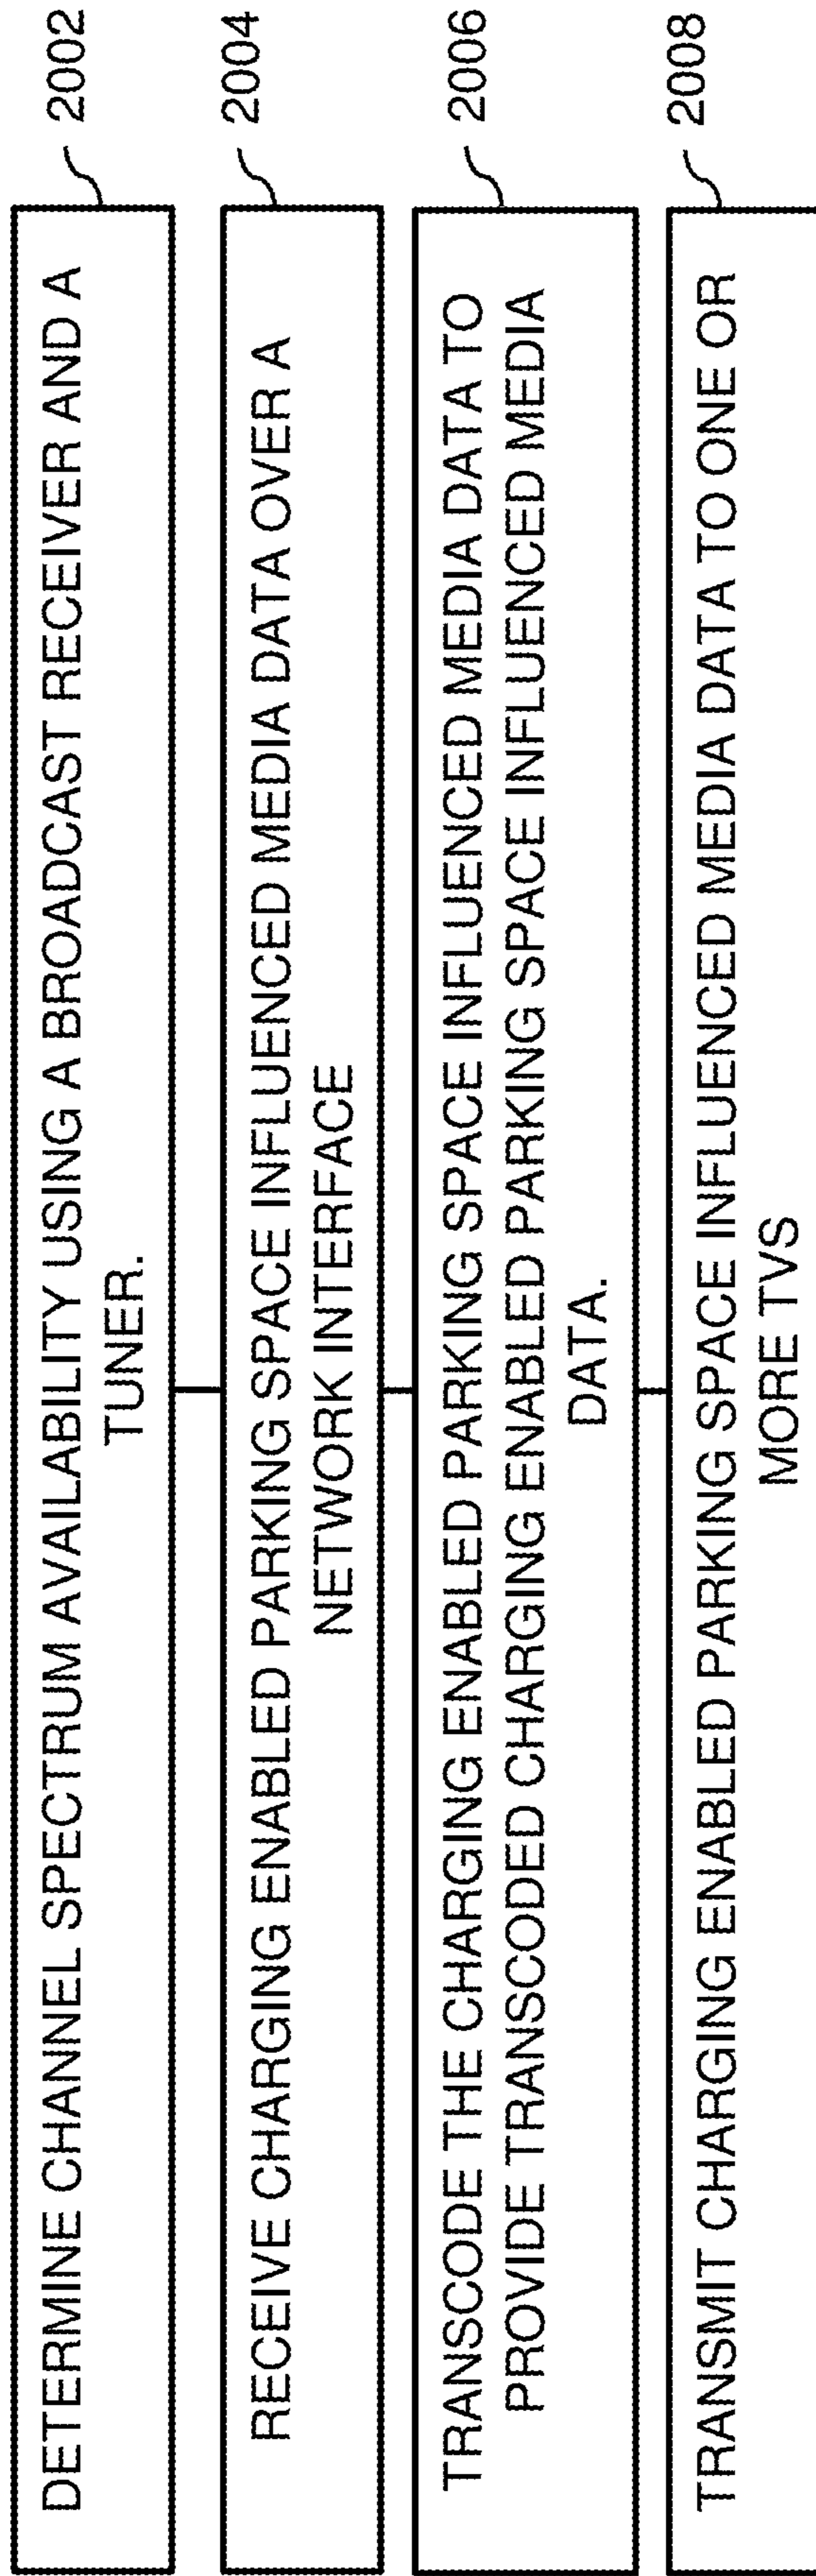 DETERMINE CHANNEL SPECTRUM AVAILABILITY USING A BROADCAST RECEIVER AND A
TUNER.
2002
RECEIVE CHARGING ENABLED PARKING SPACE INFLUENCED MEDIA DATA OVER A
NETWORK INTERFACE
2004
TRANSCODE THE CHARGING ENABLED PARKING SPACE INFLUENCED MEDIA DATA TO
PROVIDE TRANSCODED CHARGING ENABLED PARKING SPACE INFLUENCED MEDIA
DATA.
2006
TRANSMIT CHARGING ENABLED PARKING SPACE INFLUENCED MEDIA DATA TO ONE OR
MORE TVS
2008